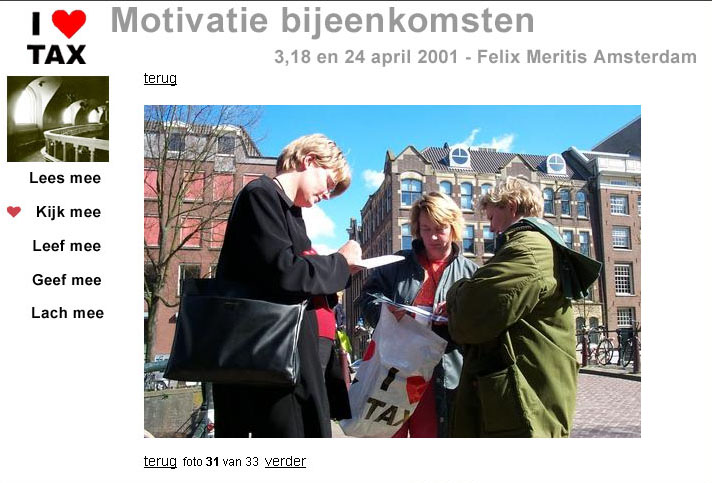 I ♥
TAX
Motivatie bijeenkomsten
3,18 en 24 april 2001 - Felix Meritis Amsterdam
terug
Lees mee
Kijk mee
Leef mee
Geef mee
Lach mee
I ♥
TAX
terug foto 31 van 33 verder